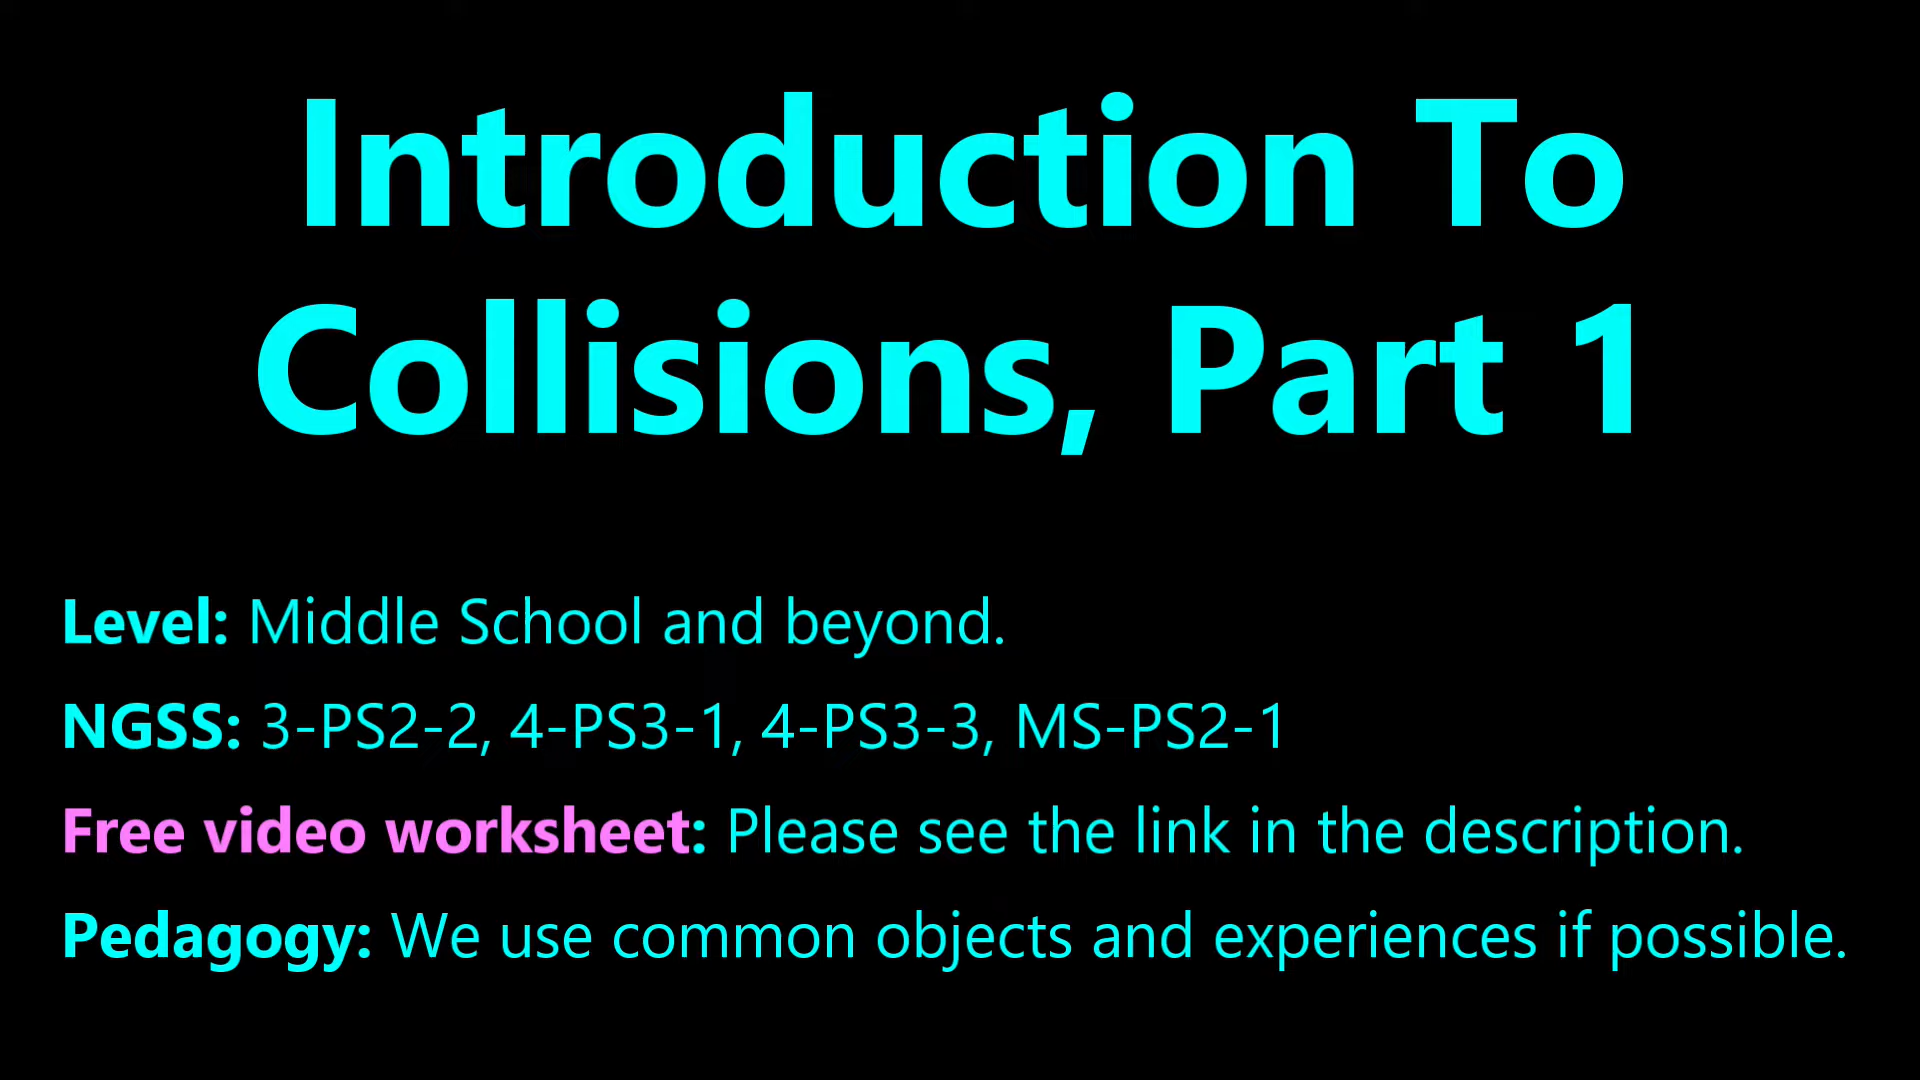 Introduction To
Collisions, Part 1
Level: Middle School and beyond.
NGSS: 3-PS2-2, 4-PS3-1, 4-PS3-3, MS-PS2-1
Free video worksheet: Please see the link in the description.
Pedagogy: We use common objects and experiences if possible.